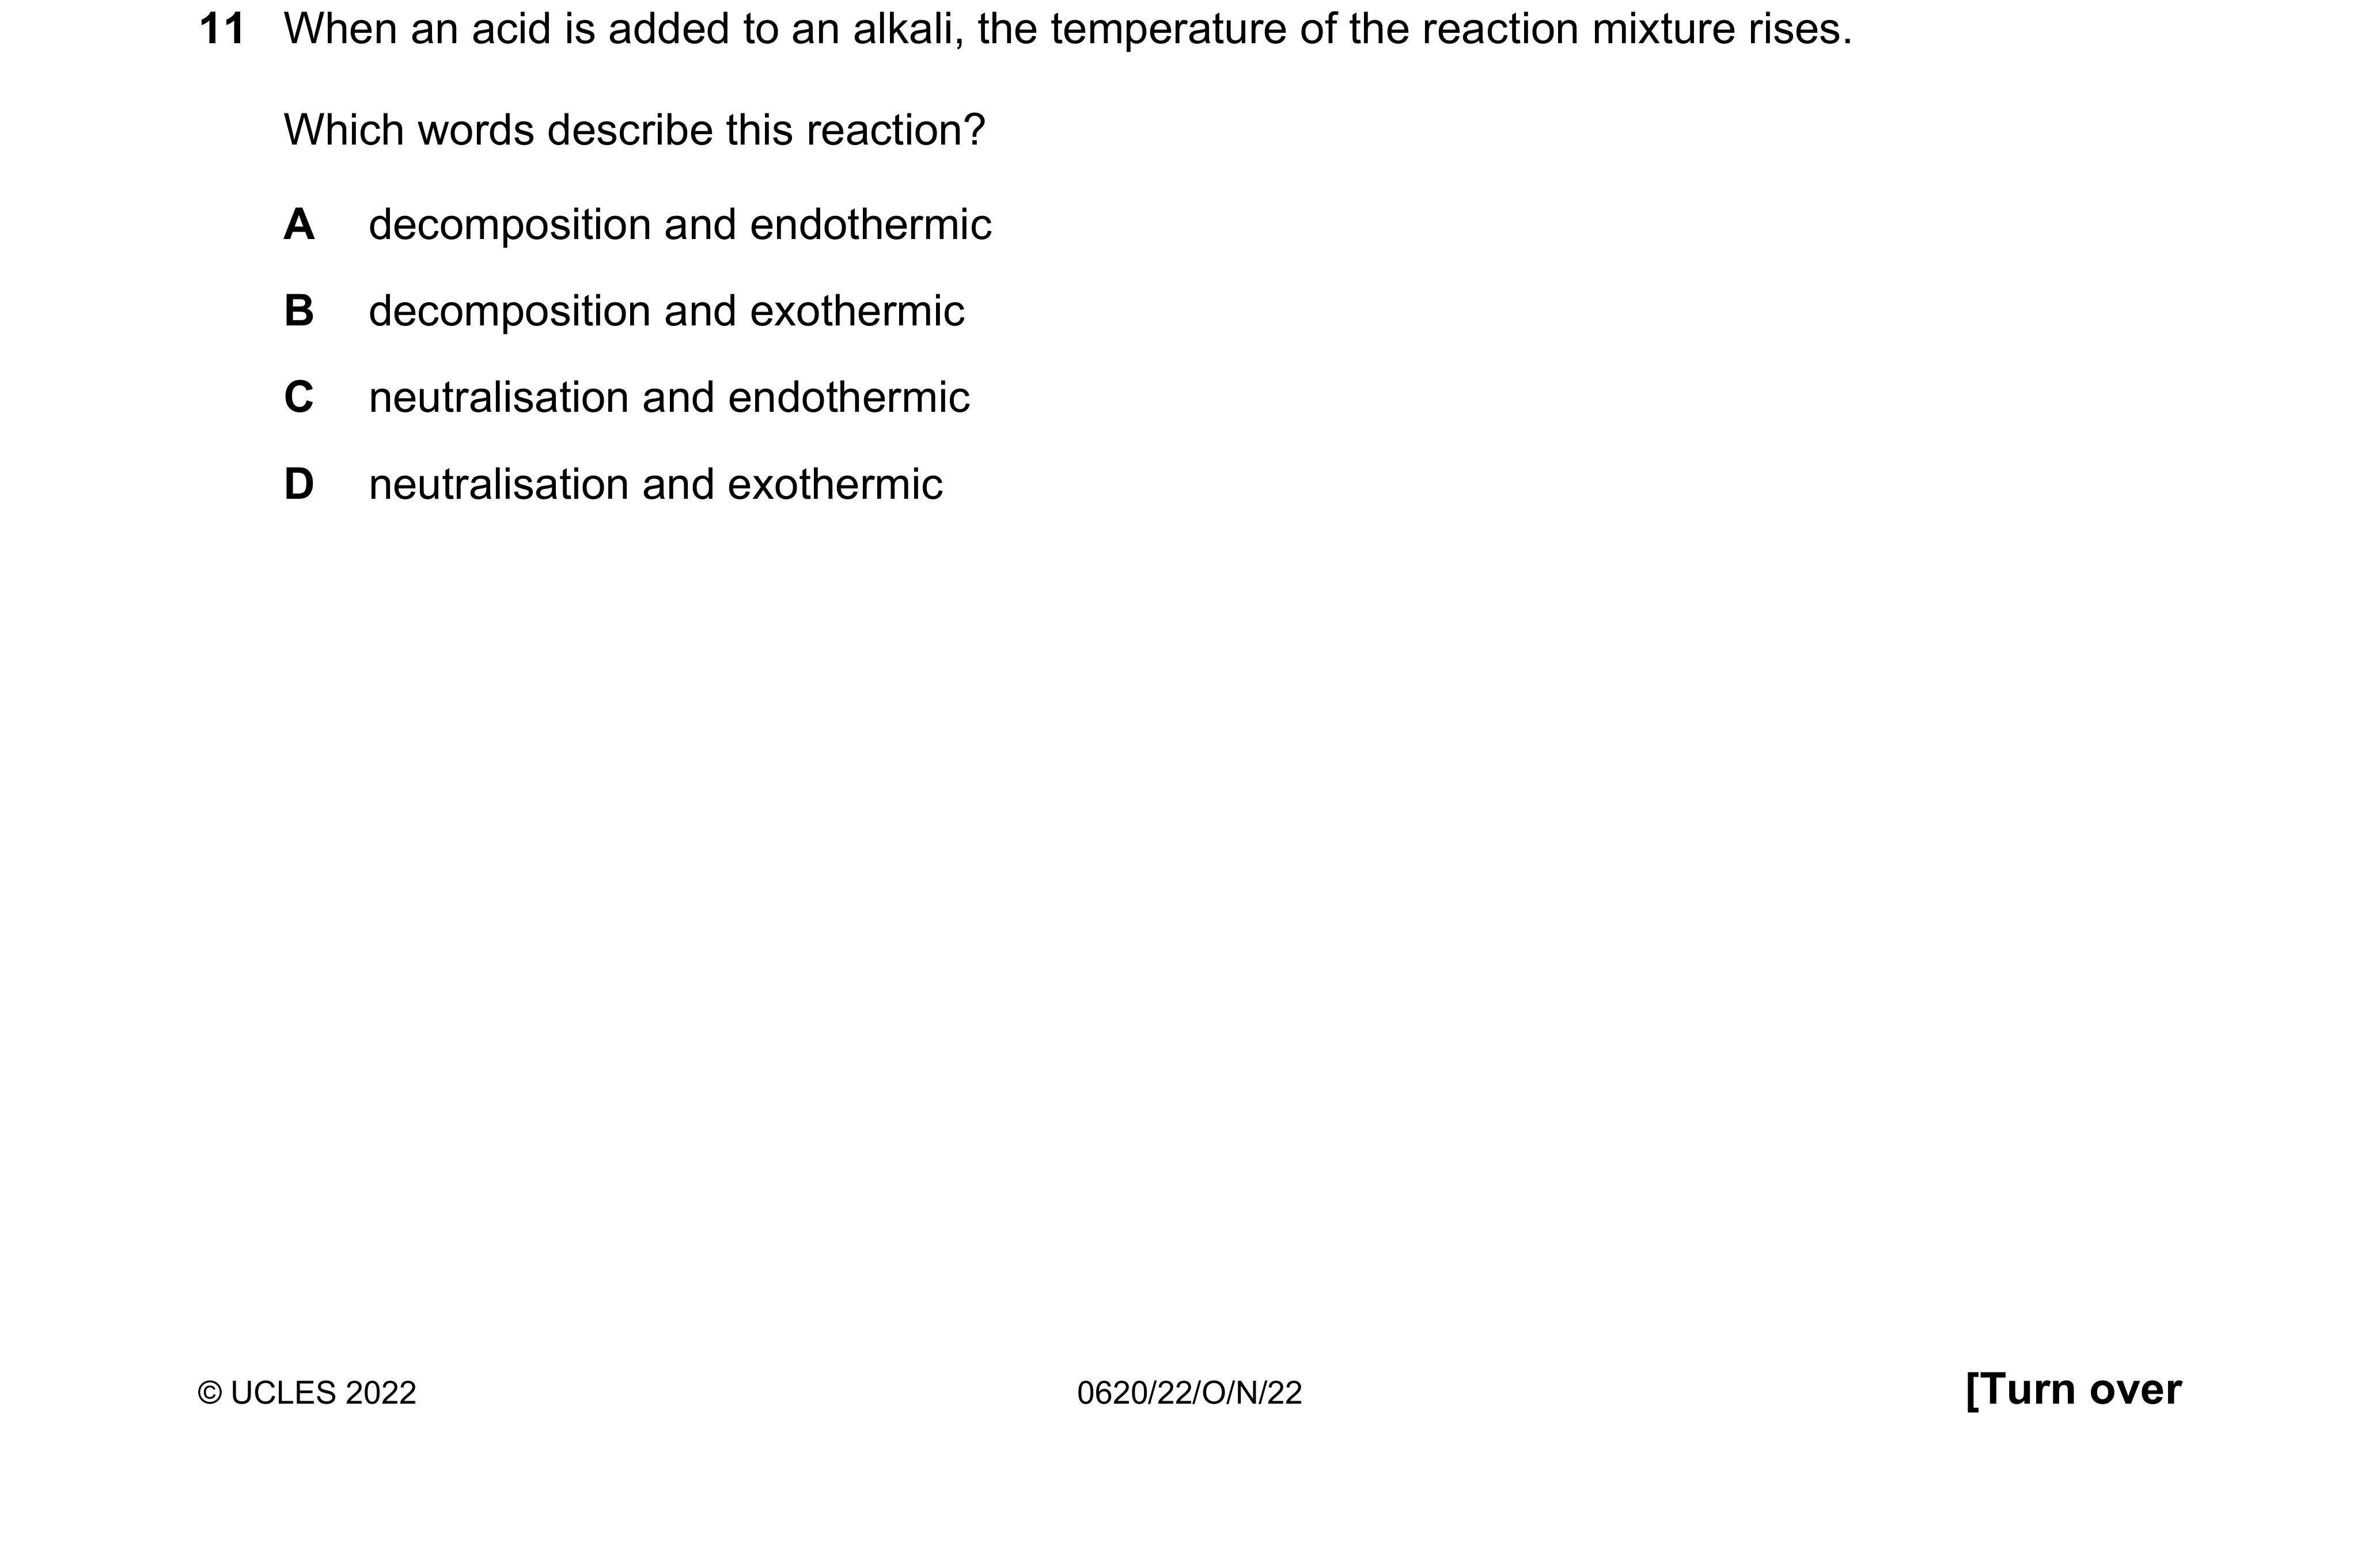 11 When an acid is added to an alkali, the temperature of the reaction mixture rises.
Which words describe this reaction?
A decomposition and endothermic
B decomposition and exothermic
C neutralisation and endothermic
D neutralisation and exothermic
© UCLES 2022 0620/22/O/N/22 [Turn over